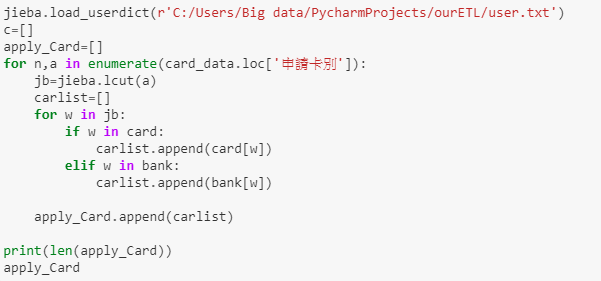 jieba.load_userdict(r'C:/Users/Big data/PycharmProjects/ourETL/user.txt')
c=[]
apply_Card=[]
for n,a in enumerate(card_data.loc['申請卡別']):
    jb=jieba.lcut(a)
    carlist=[]
    for w in jb:
        if w in card:
            carlist.append(card[w])
        elif w in bank:
            carlist.append(bank[w])
    apply_Card.append(carlist)
print(len(apply_Card))
apply_Card